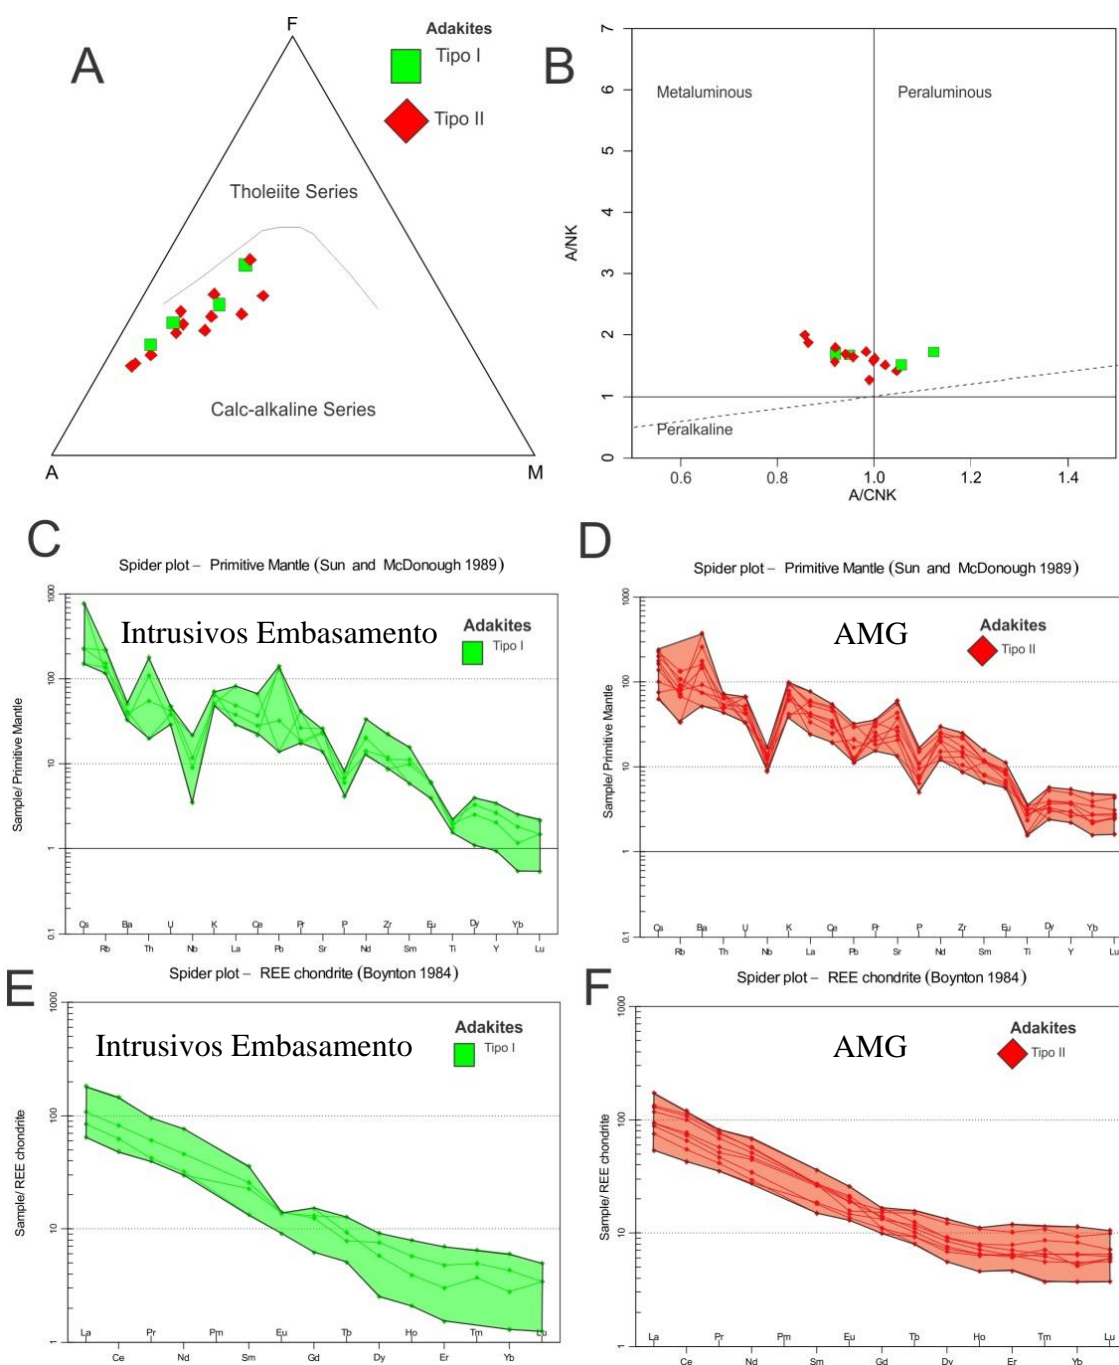 A
F
Adakites
Tipo I
Tipo II
Tholeiite Series
Calc-alkaline Series
A
M
B
7
6
5
4
3
2
1
0
A/NK
Metaluminous
Peraluminous
Peralkaline
0.6
0.8
1.0
1.2
1.4
A/CNK
C
Spider plot – Primitive Mantle (Sun and McDonough 1989)
1000
100
10
1
0.1
Sample/ Primitive Mantle
Intrusivos Embasamento
Adakites
Tipo I
Cs Ba U K Ce Pr P Zr Eu Dy Yb
Rb Th Nb La Pb Sr Nd Sm Ti Y Lu
D
Spider plot – Primitive Mantle (Sun and McDonough 1989)
1000
100
10
1
0.1
Sample/ Primitive Mantle
AMG
Adakites
Tipo II
Cs Ba U K Ce Pr P Zr Eu Dy Yb
Rb Th Nb La Pb Sr Nd Sm Ti Y Lu
E
Spider plot – REE chondrite (Boynton 1984)
1000
100
10
1
Sample/ REE chondrite
Intrusivos Embasamento
Adakites
Tipo I
La Pr Pm Eu Tb Ho Tm Lu
Ce Nd Sm Gd Dy Er Yb
F
Spider plot – REE chondrite (Boynton 1984)
1000
100
10
1
Sample/ REE chondrite
AMG
Adakites
Tipo II
La Pr Pm Eu Tb Ho Tm Lu
Ce Nd Sm Gd Dy Er Yb